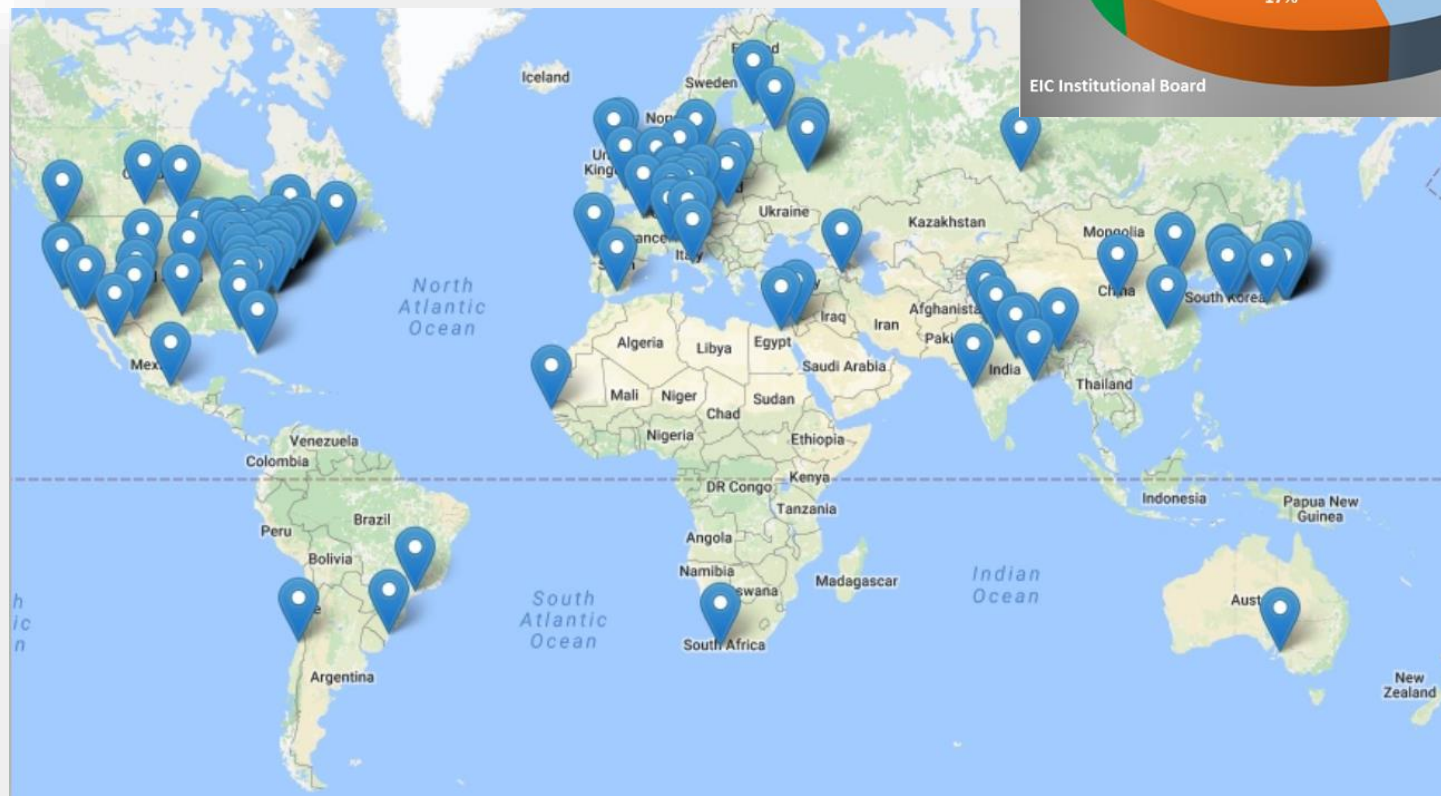 17%
EIC Institutional Board
Iceland
Sweden
Ukraine
Kazakhstan
Mongolia
North
Atlantic
Ocean
China
South Korea
Iraq
Iran
Algeria
Libya
Egypt
Saudi Arabia
India
Mali
Niger
Sudan
Chad
Thailand
Nigeria
Ethiopia
Venezuela
Colombia
Kenya
DR Congo
Tanzania
Indonesia
Papua New
Guinea
Peru
Brazil
Angola
Bolivia
Namibia
Madagascar
Indian
Ocean
South
Atlantic
Ocean
South Africa
Argentina
New
Zealand